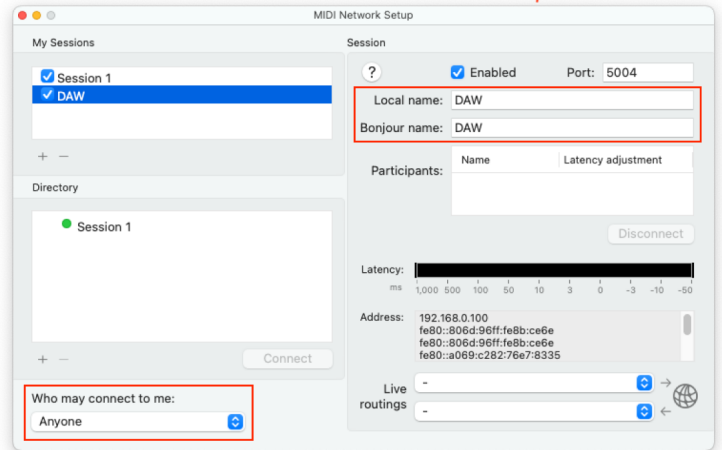 MIDI Network Setup
My Sessions
Session 1
DAW
+ −
Directory
Session 1
+ −
Connect
Who may connect to me:
Anyone
Session
?
Enabled
Port: 5004
Local name: DAW
Bonjour name: DAW
Participants:
Name
Latency adjustment
Disconnect
Latency:
ms 1,000 500 100 50 10 3 0 -3 -10 -50
Address:
192.168.0.100
fe80::806d:96ff:fe8b:ce6e
fe80::806d:96ff:fe8b:ce6e
fe80::a069:c282:76e7:8335
Live
routings
-
-